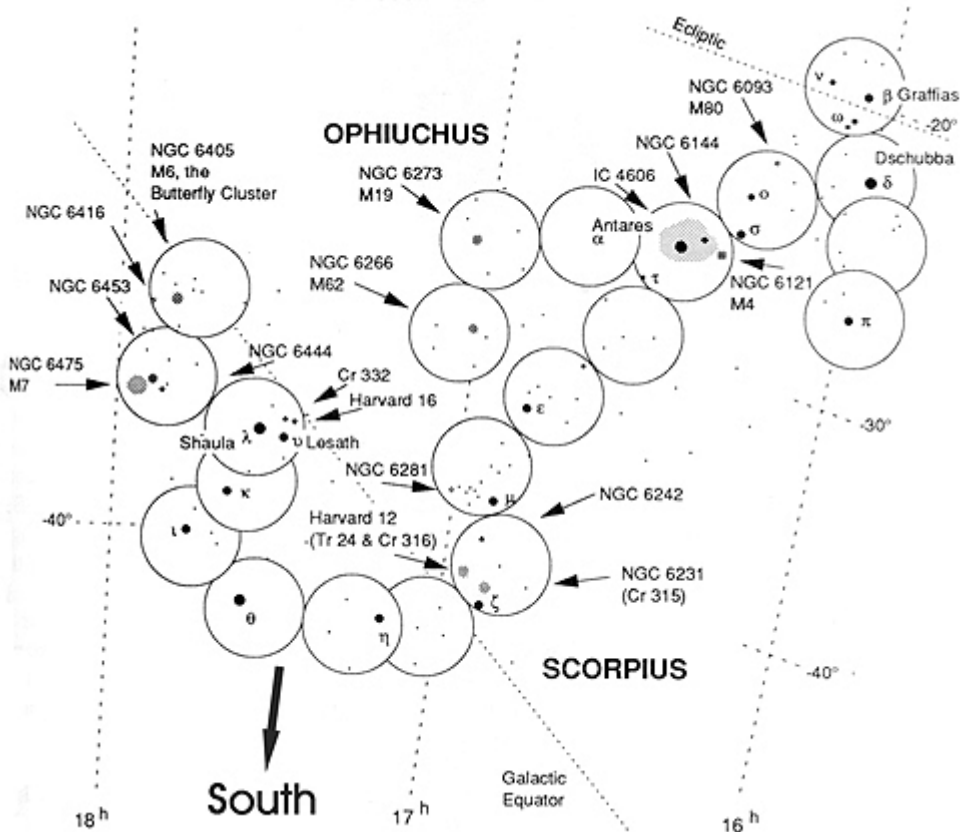 Ecliptic
ν
β Graffias
ω
-20°
NGC 6093
M80
OPHIUCHUS
NGC 6144
NGC 6405
M6, the
Butterfly Cluster
NGC 6273
M19
IC 4606
Dschubba
δ
NGC 6416
Antares
α
ο
σ
NGC 6266
M62
τ
NGC 6121
M4
NGC 6453
π
NGC 6475
M7
NGC 6444
Cr 332
Harvard 16
ε
-30°
Shaula
λ
υ Lesath
NGC 6281
κ
μ
NGC 6242
-40°
ι
Harvard 12
(Tr 24 & Cr 316)
NGC 6231
(Cr 315)
ζ
θ
η
SCORPIUS
-40°
South
Galactic
Equator
18 h
17 h
16 h